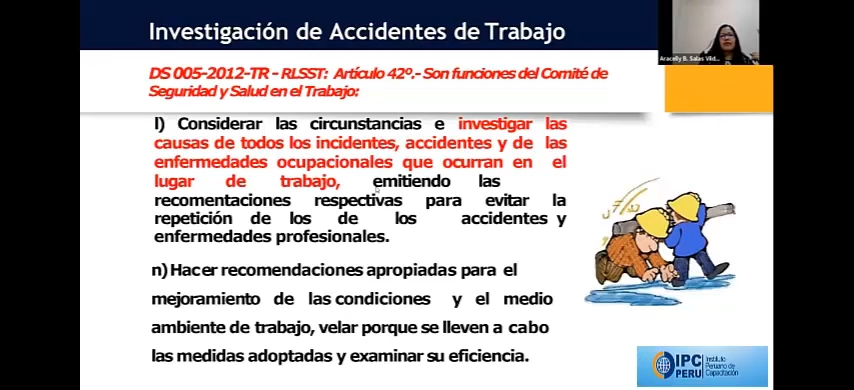 Investigación de Accidentes de Trabajo
DS 005-2012-TR - RLSST: Artículo 42º.- Son funciones del Comité de
Seguridad y Salud en el Trabajo:
l) Considerar las circunstancias e investigar las
causas de todos los incidentes, accidentes y de las
enfermedades ocupacionales que ocurran en el
lugar de trabajo, emitiendo las
recomentaciones respectivas para evitar la
repetición de los de los accidentes y
enfermedades profesionales.
n) Hacer recomendaciones apropiadas para el
mejoramiento de las condiciones y el medio
ambiente de trabajo, velar porque se lleven a cabo
las medidas adoptadas y examinar su eficiencia.
Aracelly B. Salas
IPC
PERU
Instituto
Peruano de
Capacitación